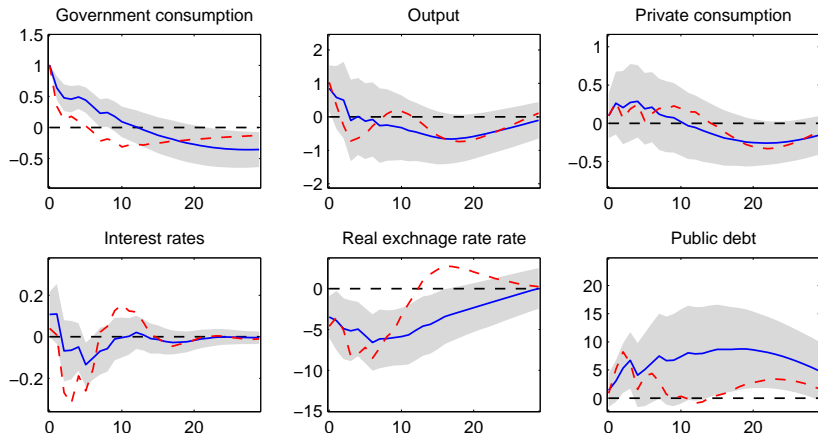 Government consumption
1.5
1
0.5
0
−0.5
0 10 20
Output
2
1
0
−1
−2
0 10 20
Private consumption
1
0.5
0
−0.5
0 10 20
Interest rates
0.2
0
−0.2
0 10 20
Real exchnage rate rate
0
−5
−10
−15
0 10 20
Public debt
20
15
10
5
0
0 10 20